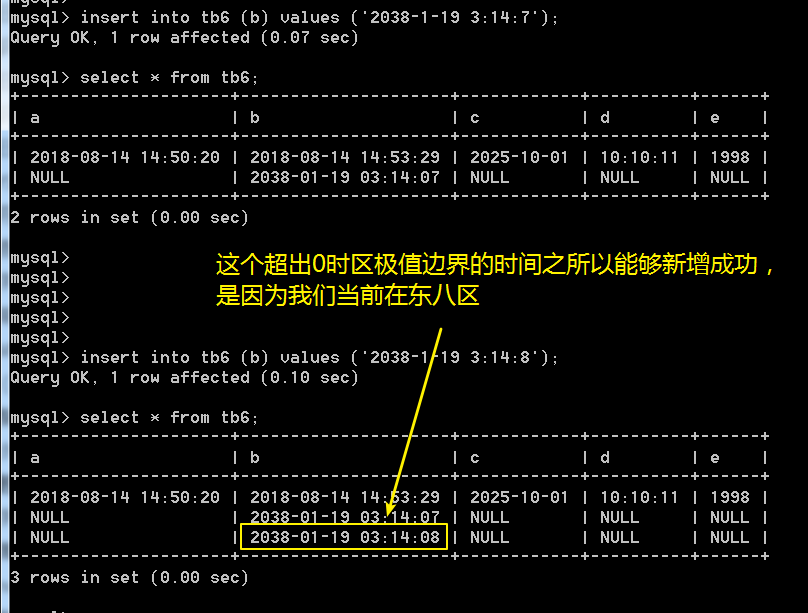 mysql> insert into tb6 (b) values ('2038-1-19 3:14:7');
Query OK, 1 row affected (0.07 sec)
mysql> select * from tb6;
+---------------------+---------------------+------------+----------+------+
| a | b | c | d | e |
+---------------------+---------------------+------------+----------+------+
| 2018-08-14 14:50:20 | 2018-08-14 14:53:29 | 2025-10-01 | 10:10:11 | 1998 |
| NULL | 2038-01-19 03:14:07 | NULL | NULL | NULL |
+---------------------+---------------------+------------+----------+------+
2 rows in set (0.00 sec)
mysql>
这个超出0时区极值边界的时间之所以能够新增成功，
mysql>
mysql>
是因为我们当前在东八区
mysql>
mysql>
mysql> insert into tb6 (b) values ('2038-1-19 3:14:8');
Query OK, 1 row affected (0.10 sec)
mysql> select * from tb6;
+---------------------+---------------------+------------+----------+------+
| a | b | c | d | e |
+---------------------+---------------------+------------+----------+------+
| 2018-08-14 14:50:20 | 2018-08-14 14:53:29 | 2025-10-01 | 10:10:11 | 1998 |
| NULL | 2038-01-19 03:14:07 | NULL | NULL | NULL |
| NULL | 2038-01-19 03:14:08 | NULL | NULL | NULL |
+---------------------+---------------------+------------+----------+------+
3 rows in set (0.00 sec)